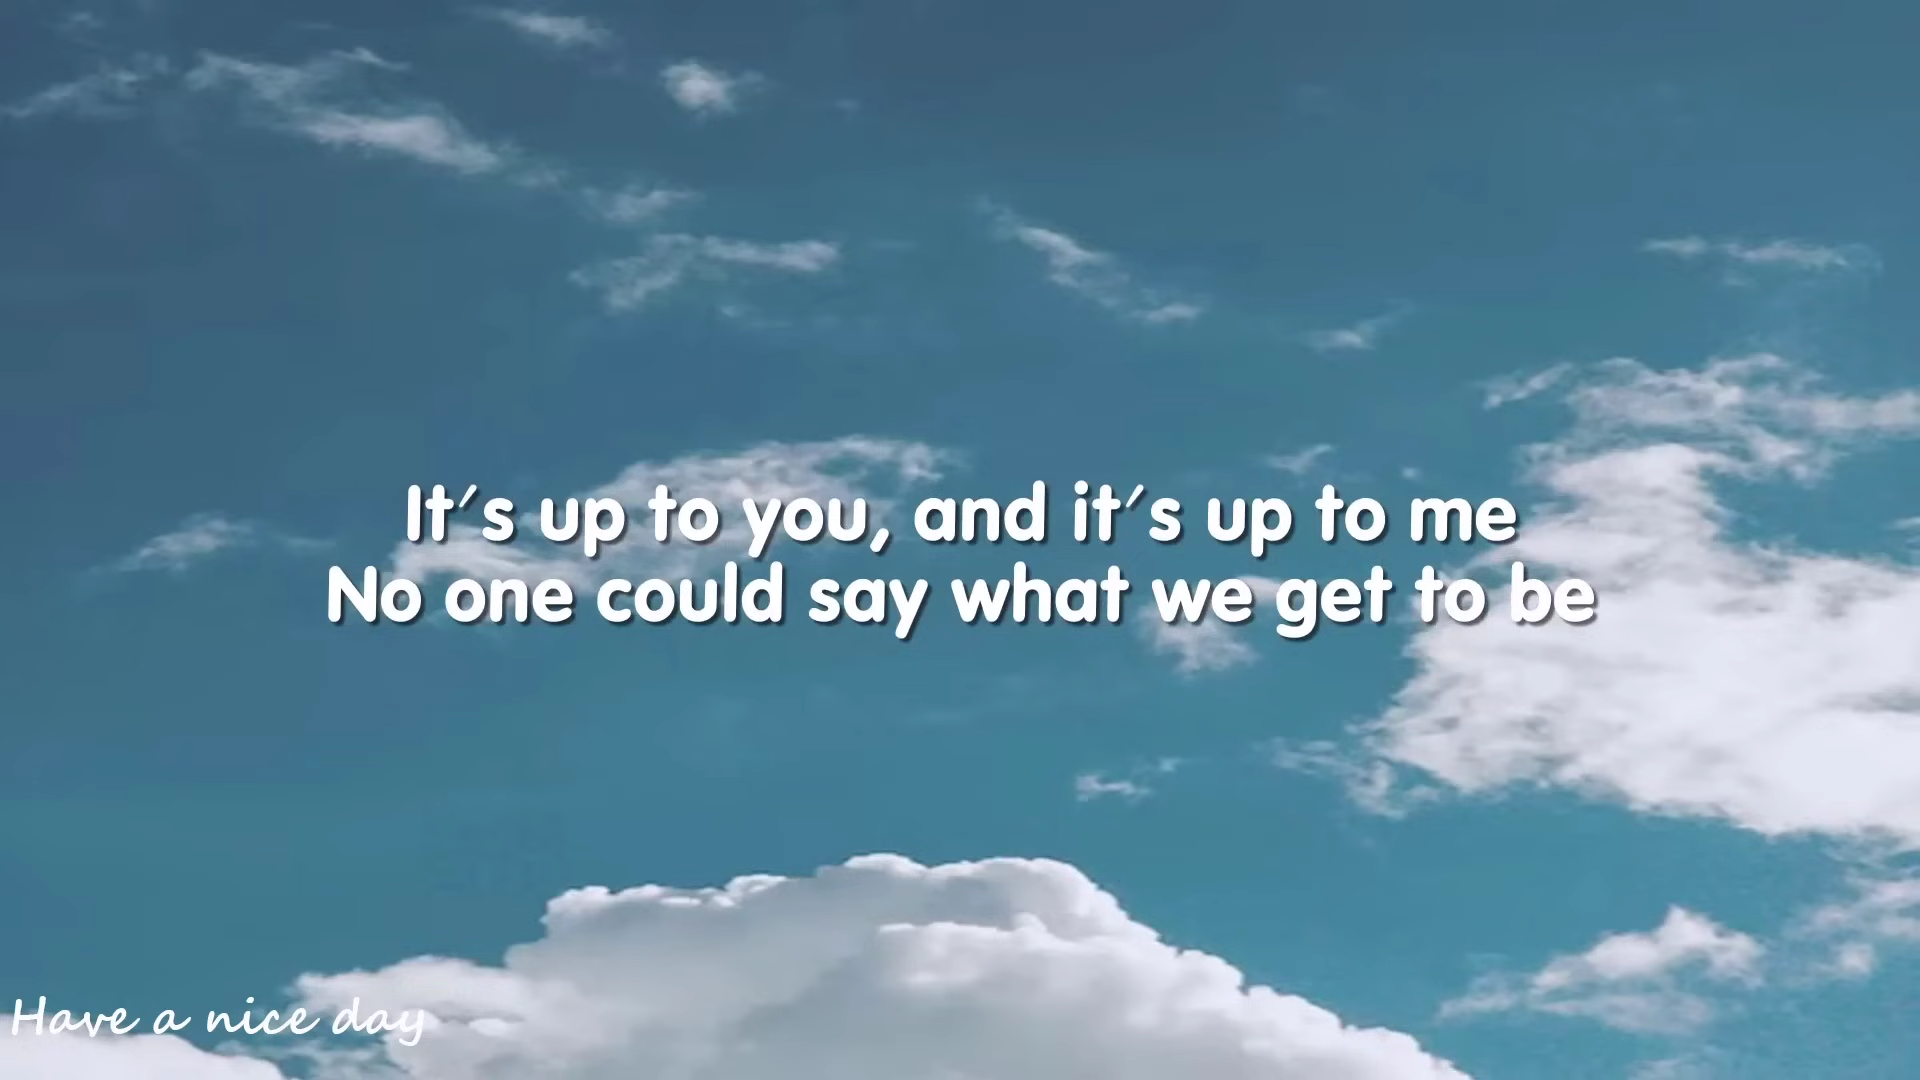 It's up to you, and it's up to me
No one could say what we get to be
Have a nice day